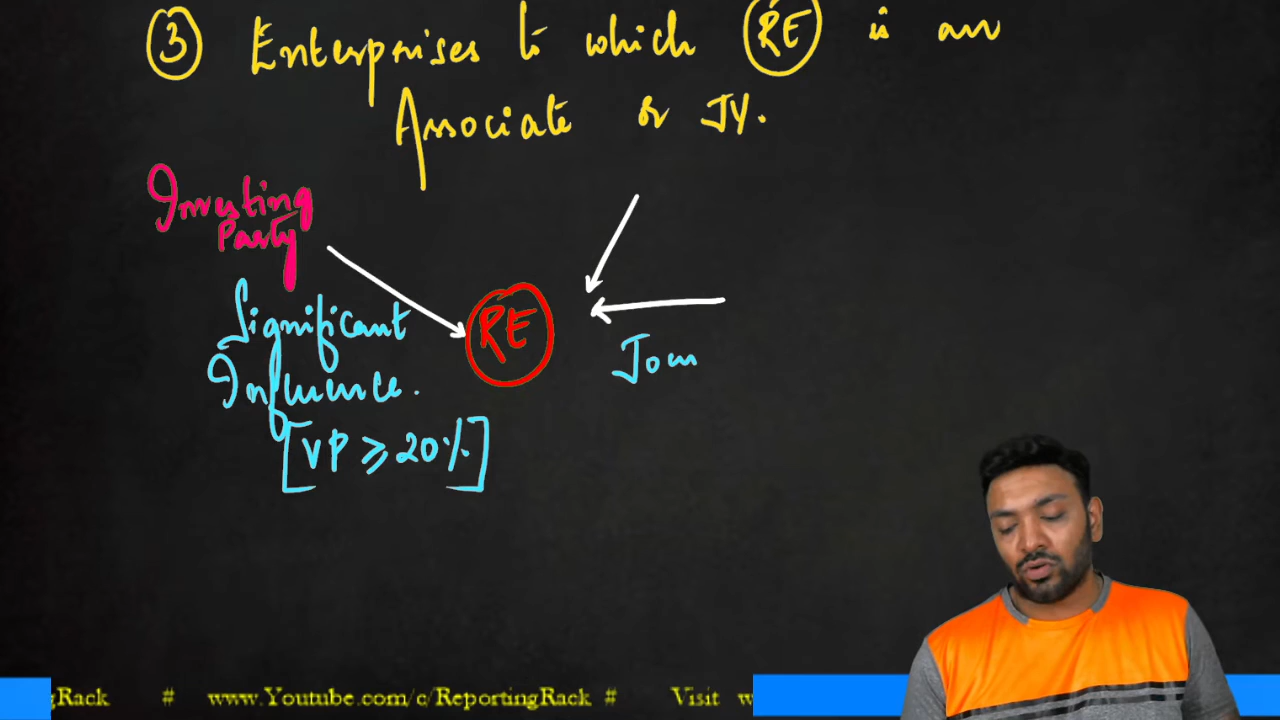 3 Enterprises to which RE is an
Associate or JV.
Investing
Party
Significant
Influence.
[VP ≥ 20%]
RE
Join
gRack # www.Youtube.com/c/ReportingRack # Visit w